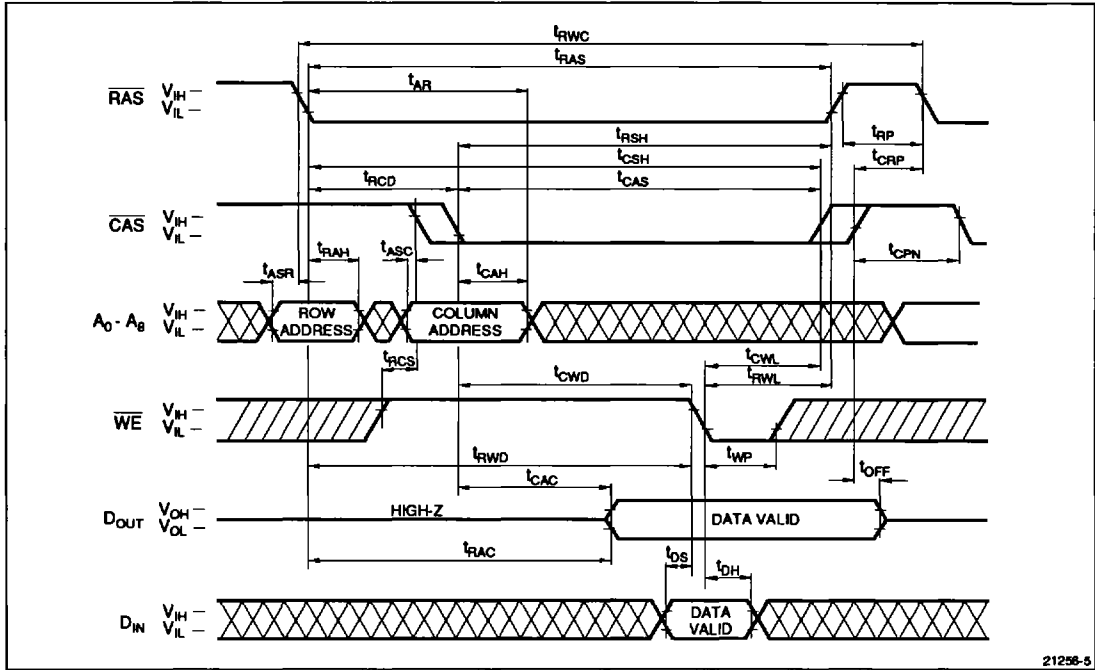 tRWC
tRAS
tAR
RAS VIH VIL
tRP
tRSH
tCSH
tCRP
tRCD tCAS
CAS VIH VIL
tRAH tASC tCPN
tASR tCAH
A0 - A8 VIH VIL ROW ADDRESS COLUMN ADDRESS
tRCS tCWL
tCWD tRWL
WE VIH VIL
tRWD tWP
tCAC tOFF
DOUT VOH VOL HIGH-Z DATA VALID
tRAC tDS tDH
DIN VIH VIL DATA VALID
21256-5